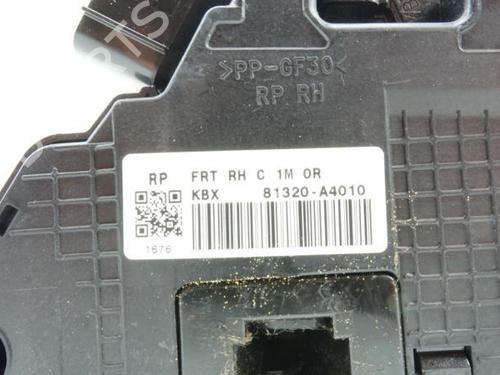 >PP-GF30<
RP RH
RP FRT RH C 1M OR
KBX 81320-A4010
1676